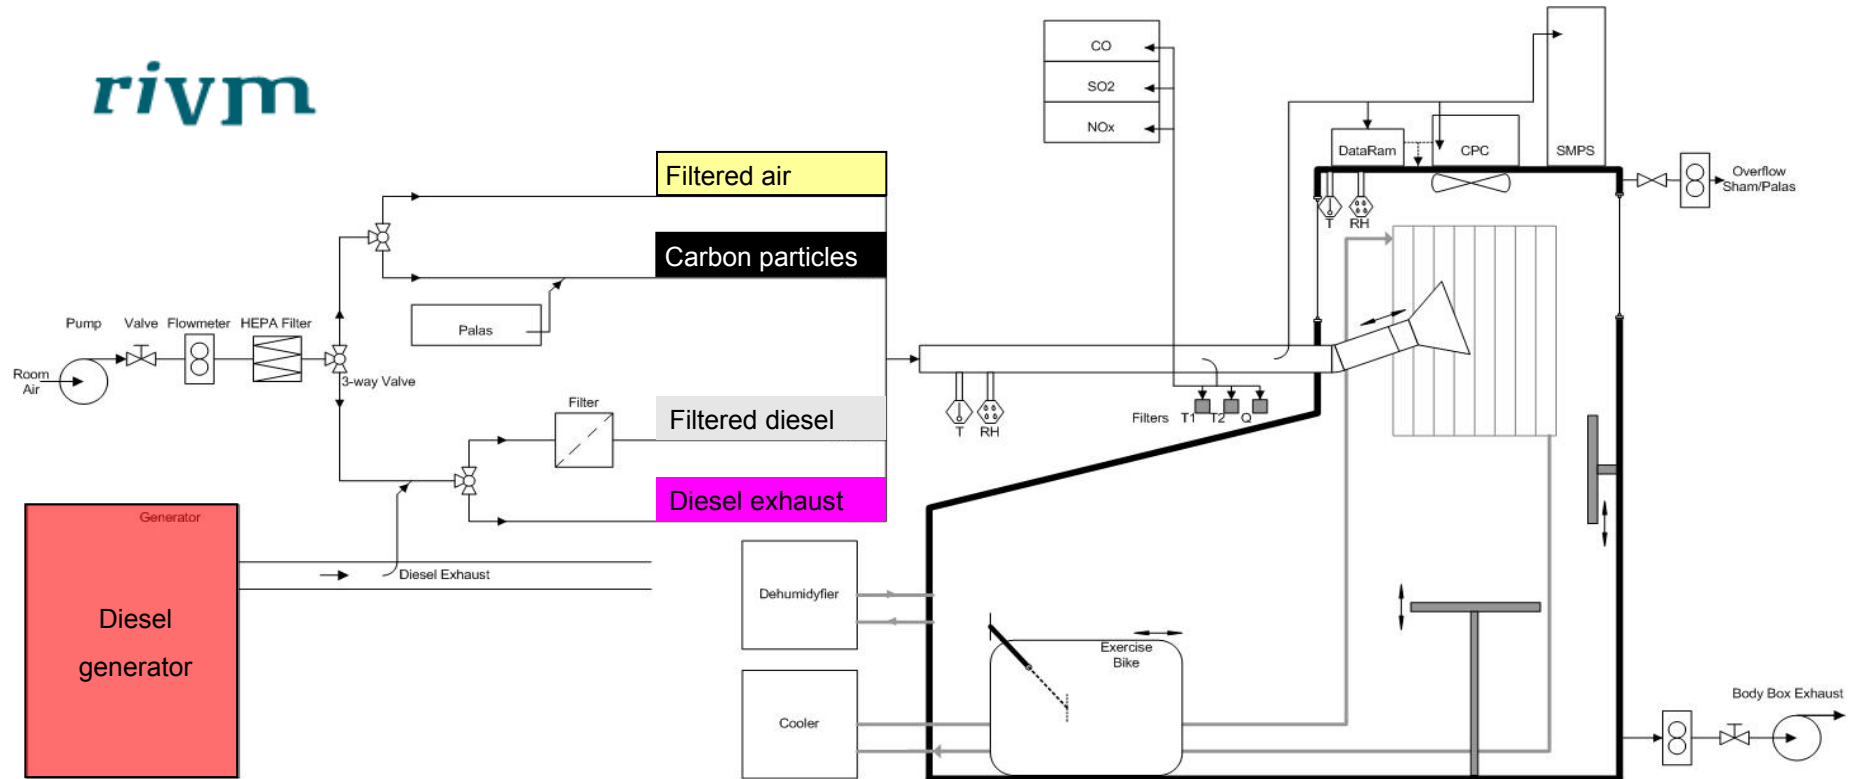 rivm
CO
SO2
NOx
DataRam
CPC
SMPS
Overflow
Sham/Palas
T
RH
Filtered air
Carbon particles
Palas
Pump
Valve
Flowmeter
HEPA Filter
Room
Air
3-way Valve
Filter
Filtered diesel
Diesel exhaust
T
RH
Filters
T1
T2
Q
Generator
Diesel
generator
Diesel Exhaust
Dehumidyfier
Cooler
Exercise
Bike
Body Box Exhaust